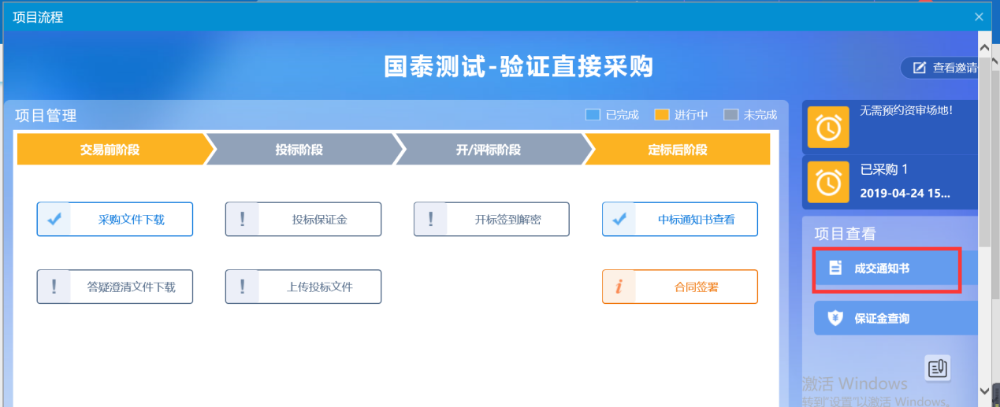 项目流程
国泰测试-验证直接采购
查看邀请
项目管理
已完成
进行中
未完成
交易前阶段
投标阶段
开/评标阶段
定标后阶段
采购文件下载
投标保证金
开标签到解密
中标通知书查看
答疑澄清文件下载
上传投标文件
合同签署
无需预约资审场地!
已采购 1
2019-04-24 15...
项目查看
成交通知书
保证金查询
激活 Windows
转到"设置"以激活 Windows。